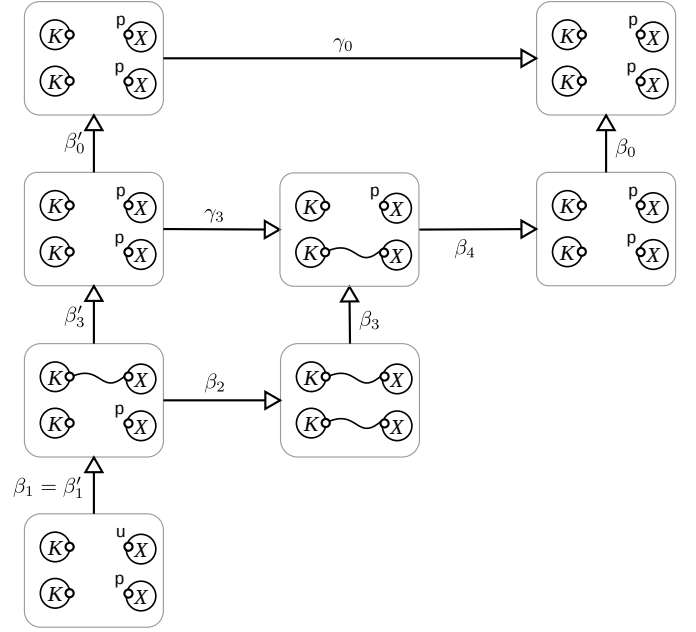 K p X K p X
K p X K p X
γ₀
β′₀ β₀
K p X K p X K p X
K p X K X K p X
γ₃ β₄
β′₃ β₃
K X K X
K p X K X
β₂
β₁ = β′₁
K u X
K p X